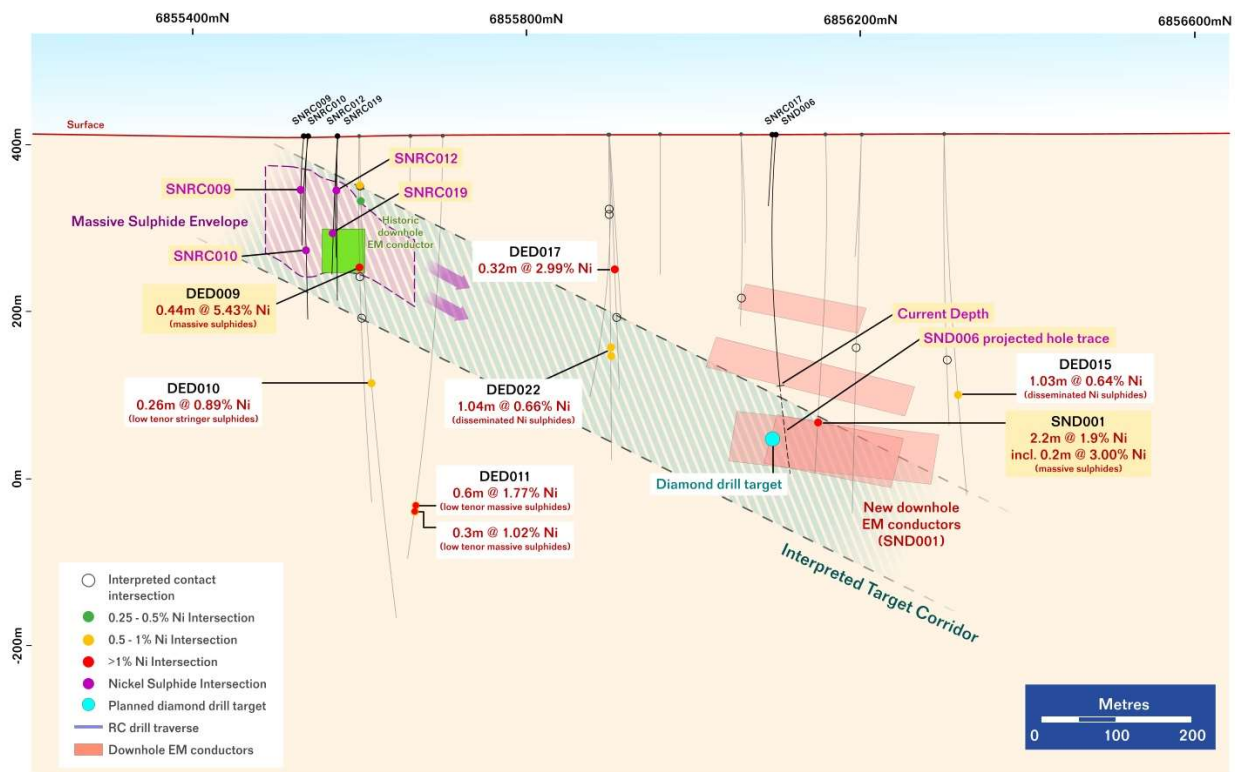 6855400mN
6855800mN
6856200mN
6856600mN
SNRC009
SNRC010
SNRC012
SNRC019
SNRC017
SND006
Surface
400m
200m
0m
-200m
SNRC012
SNRC009
SNRC019
Massive Sulphide Envelope
Historic
downhole
EM conductor
SNRC010
DED009
0.44m @ 5.43% Ni
(massive sulphides)
DED017
0.32m @ 2.99% Ni
Current Depth
SND006 projected hole trace
DED010
0.26m @ 0.89% Ni
(low tenor stringer sulphides)
DED022
1.04m @ 0.66% Ni
(disseminated Ni sulphides)
DED015
1.03m @ 0.64% Ni
(disseminated Ni sulphides)
SND001
2.2m @ 1.9% Ni
incl. 0.2m @ 3.00% Ni
(massive sulphides)
DED011
0.6m @ 1.77% Ni
(low tenor massive sulphides)
0.3m @ 1.02% Ni
(low tenor massive sulphides)
Diamond drill target
New downhole
EM conductors
(SND001)
Interpreted Target Corridor
Interpreted contact
intersection
0.25 - 0.5% Ni Intersection
0.5 - 1% Ni Intersection
>1% Ni Intersection
Nickel Sulphide Intersection
Planned diamond drill target
RC drill traverse
Downhole EM conductors
Metres
0 100 200